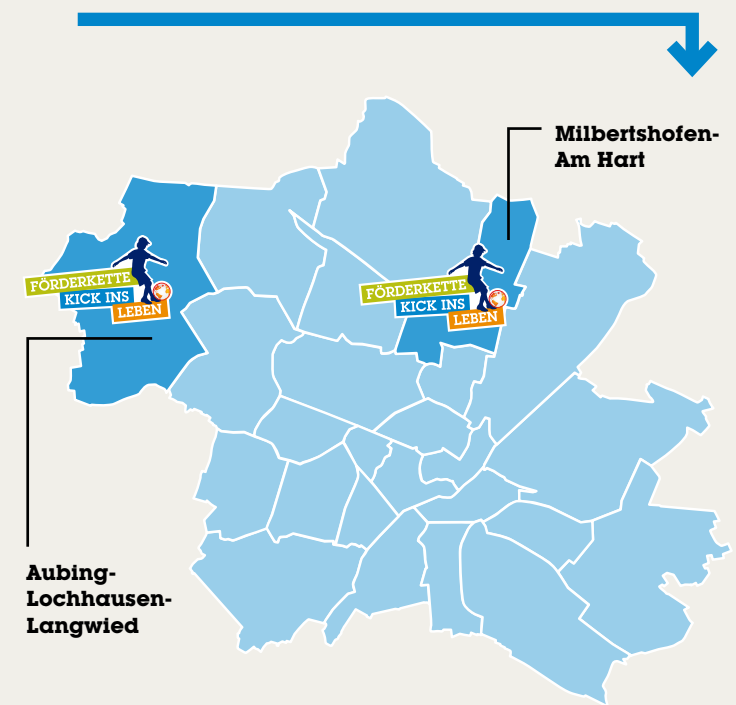 Milbertshofen-
Am Hart
FÖRDERKETTE
KICK INS
LEBEN
FÖRDERKETTE
KICK INS
LEBEN
Aubing-
Lochhausen-
Langwied